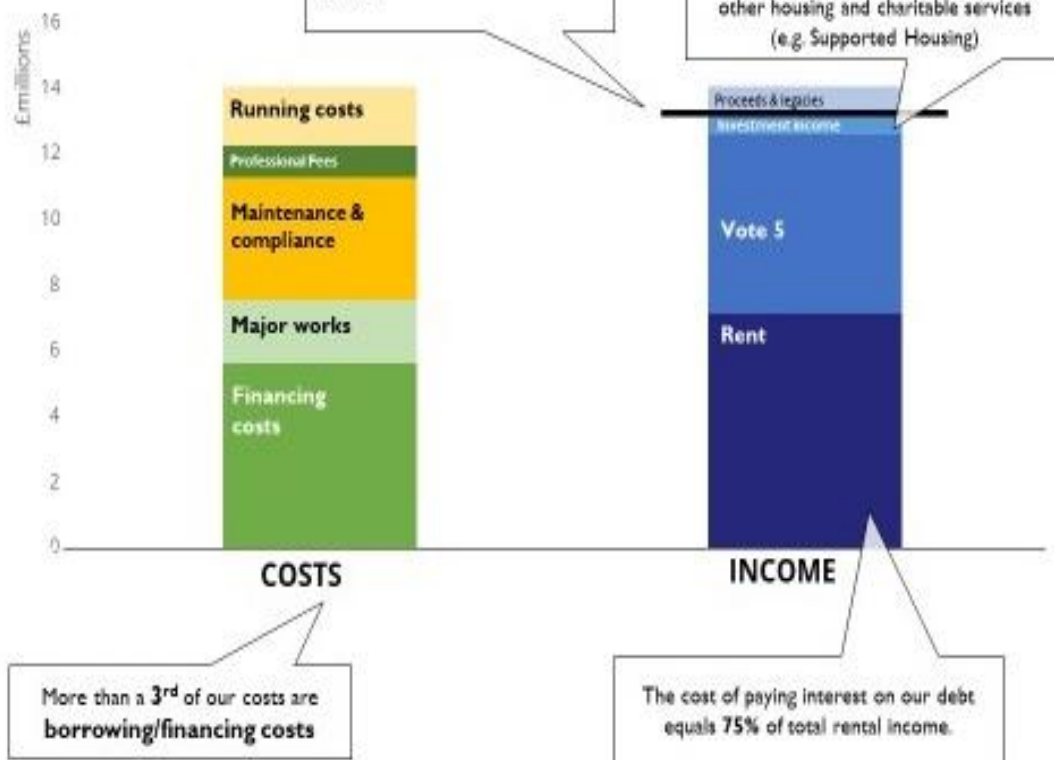 other housing and charitable services
(e.g. Supported Housing)
£millions
16
14
12
10
8
6
4
2
0
Running costs
Professional Fees
Maintenance &
compliance
Major works
Financing
costs
Proceeds & legacies
Investment income
Vote 5
Rent
COSTS
INCOME
More than a 3rd of our costs are
borrowing/financing costs
The cost of paying interest on our debt
equals 75% of total rental income.